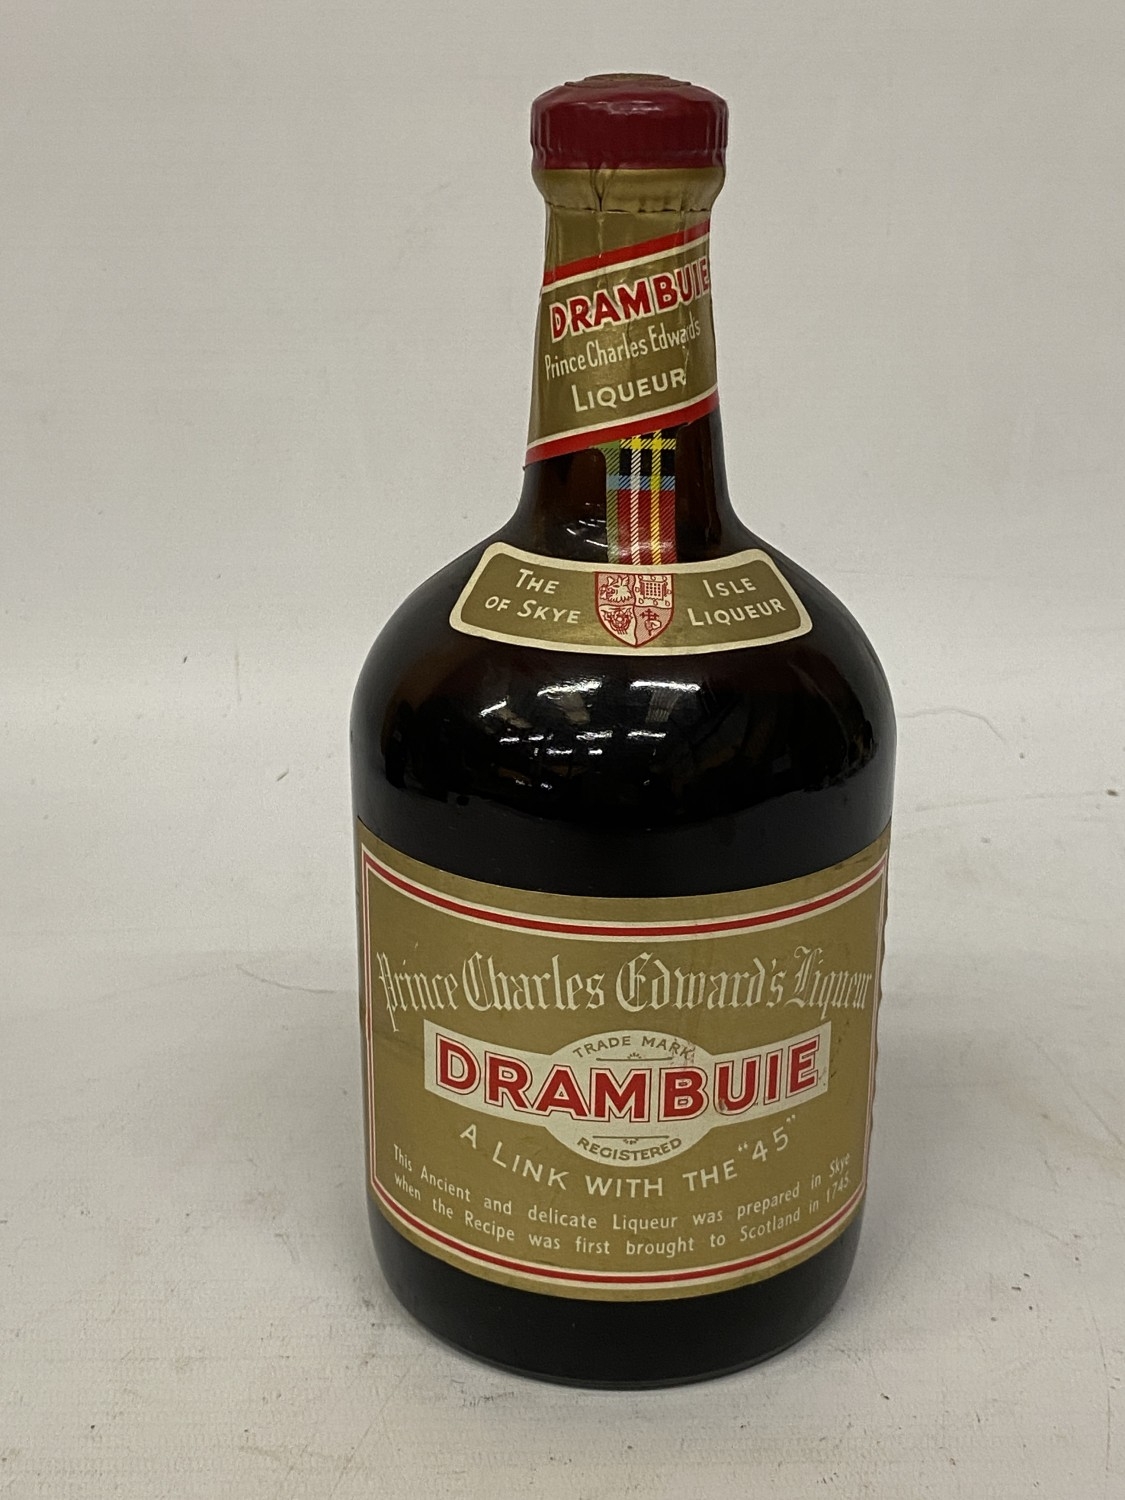 DRAMBUIE
Prince Charles Edwards
LIQUEUR
THE ISLE
OF SKYE LIQUEUR
Prince Charles Edward's Liqueur
TRADE MARK
DRAMBUIE
REGISTERED
A LINK WITH THE "45"
This Ancient and delicate Liqueur was prepared in Skye
when the Recipe was first brought to Scotland in 1745.